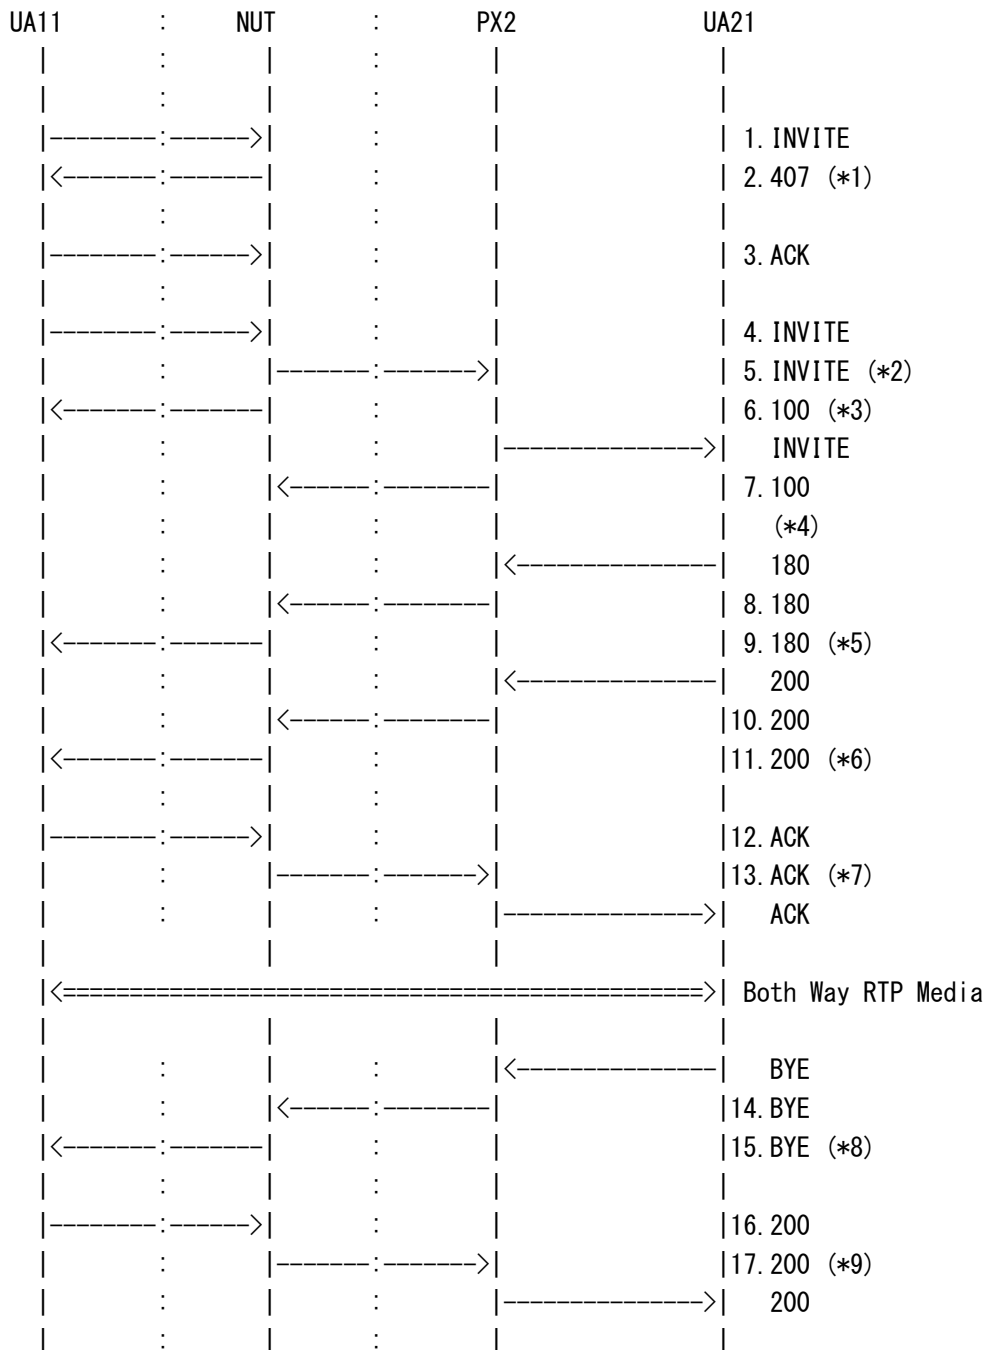 UA11 : NUT : PX2 UA21
| : | : | |
| : | : | |
|--------:------>| : | | 1. INVITE
|<-------:-------| : | | 2. 407 (*1)
| : | : | |
|--------:------>| : | | 3. ACK
| : | : | |
|--------:------>| : | | 4. INVITE
| : |-------:------->| | 5. INVITE (*2)
|<-------:-------| : | | 6. 100 (*3)
| : | : |--------------->| INVITE
| : |<------:--------| | 7. 100
| : | : | | (*4)
| : | : |<---------------| 180
| : |<------:--------| | 8. 180
|<-------:-------| : | | 9. 180 (*5)
| : | : |<---------------| 200
| : |<------:--------| |10. 200
|<-------:-------| : | |11. 200 (*6)
| : | : | |
|--------:------>| : | |12. ACK
| : |-------:------->| |13. ACK (*7)
| : | : |--------------->| ACK
| | | |
|<================================================>| Both Way RTP Media
| | | |
| : | : |<---------------| BYE
| : |<------:--------| |14. BYE
|<-------:-------| : | |15. BYE (*8)
| : | : | |
|--------:------>| : | |16. 200
| : |-------:------->| |17. 200 (*9)
| : | : |--------------->| 200
| : | : | |